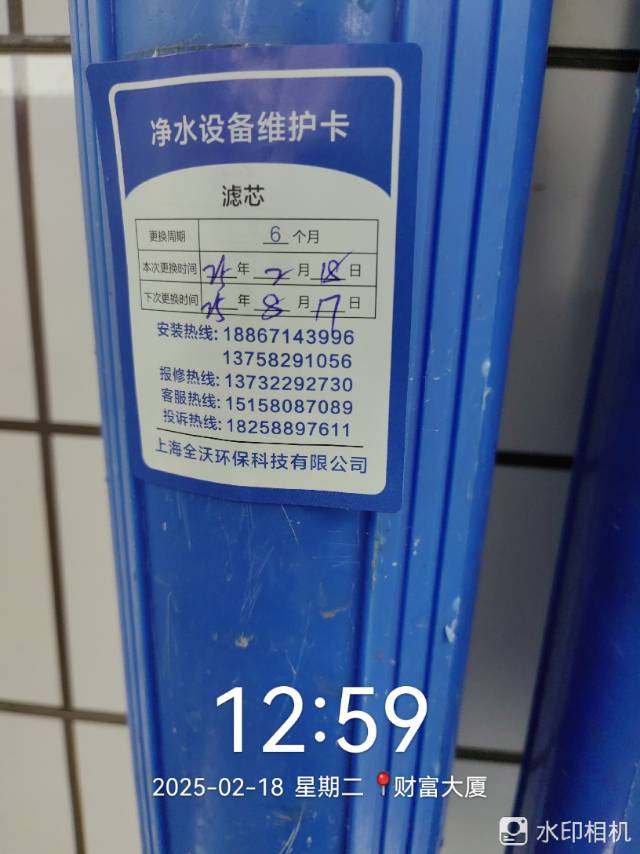 净水设备维护卡
滤芯
更换周期 6 个月
本次更换时间 25 年 2 月 18 日
下次更换时间 25 年 8 月 17 日
安装热线: 18867143996
13758291056
报修热线: 13732292730
客服热线: 15158087089
投诉热线: 18258897611
上海全沃环保科技有限公司
12:59
2025-02-18 星期二 财富大厦
水印相机